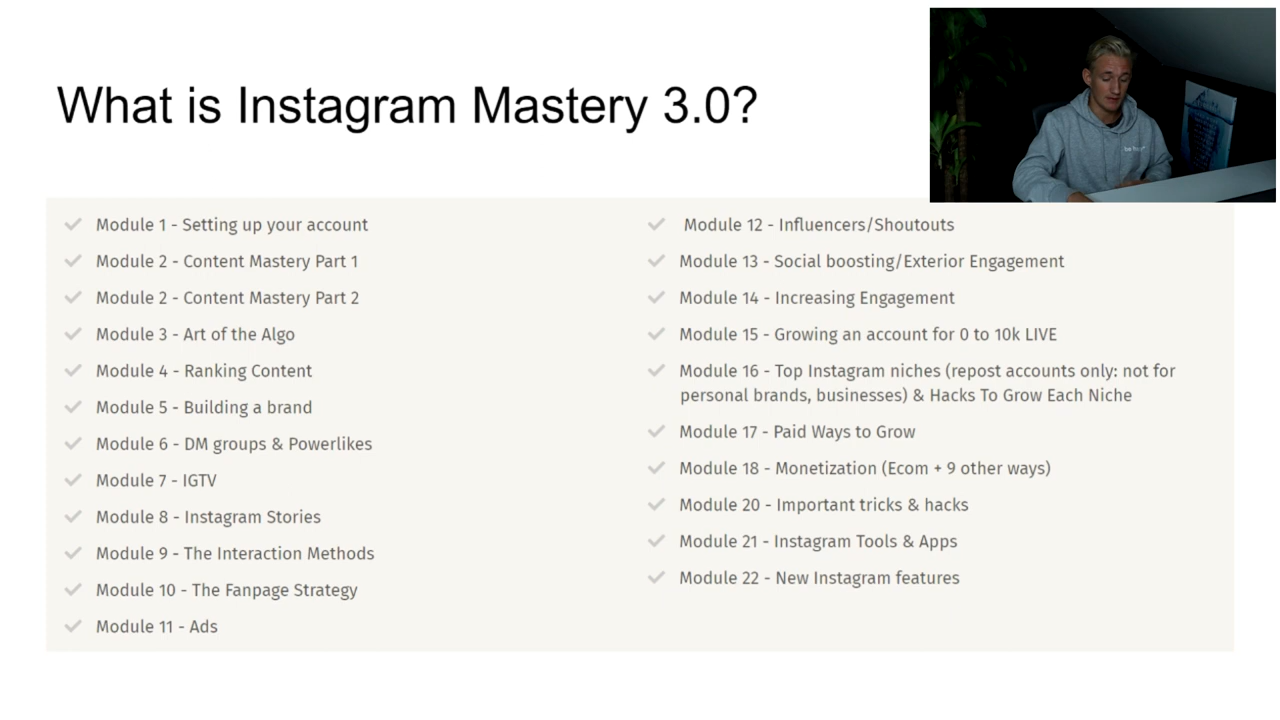 What is Instagram Mastery 3.0?
Module 1 - Setting up your account
Module 2 - Content Mastery Part 1
Module 2 - Content Mastery Part 2
Module 3 - Art of the Algo
Module 4 - Ranking Content
Module 5 - Building a brand
Module 6 - DM groups & Powerlikes
Module 7 - IGTV
Module 8 - Instagram Stories
Module 9 - The Interaction Methods
Module 10 - The Fanpage Strategy
Module 11 - Ads
Module 12 - Influencers/Shoutouts
Module 13 - Social boosting/Exterior Engagement
Module 14 - Increasing Engagement
Module 15 - Growing an account for 0 to 10k LIVE
Module 16 - Top Instagram niches (repost accounts only: not for
personal brands, businesses) & Hacks To Grow Each Niche
Module 17 - Paid Ways to Grow
Module 18 - Monetization (Ecom + 9 other ways)
Module 20 - Important tricks & hacks
Module 21 - Instagram Tools & Apps
Module 22 - New Instagram features